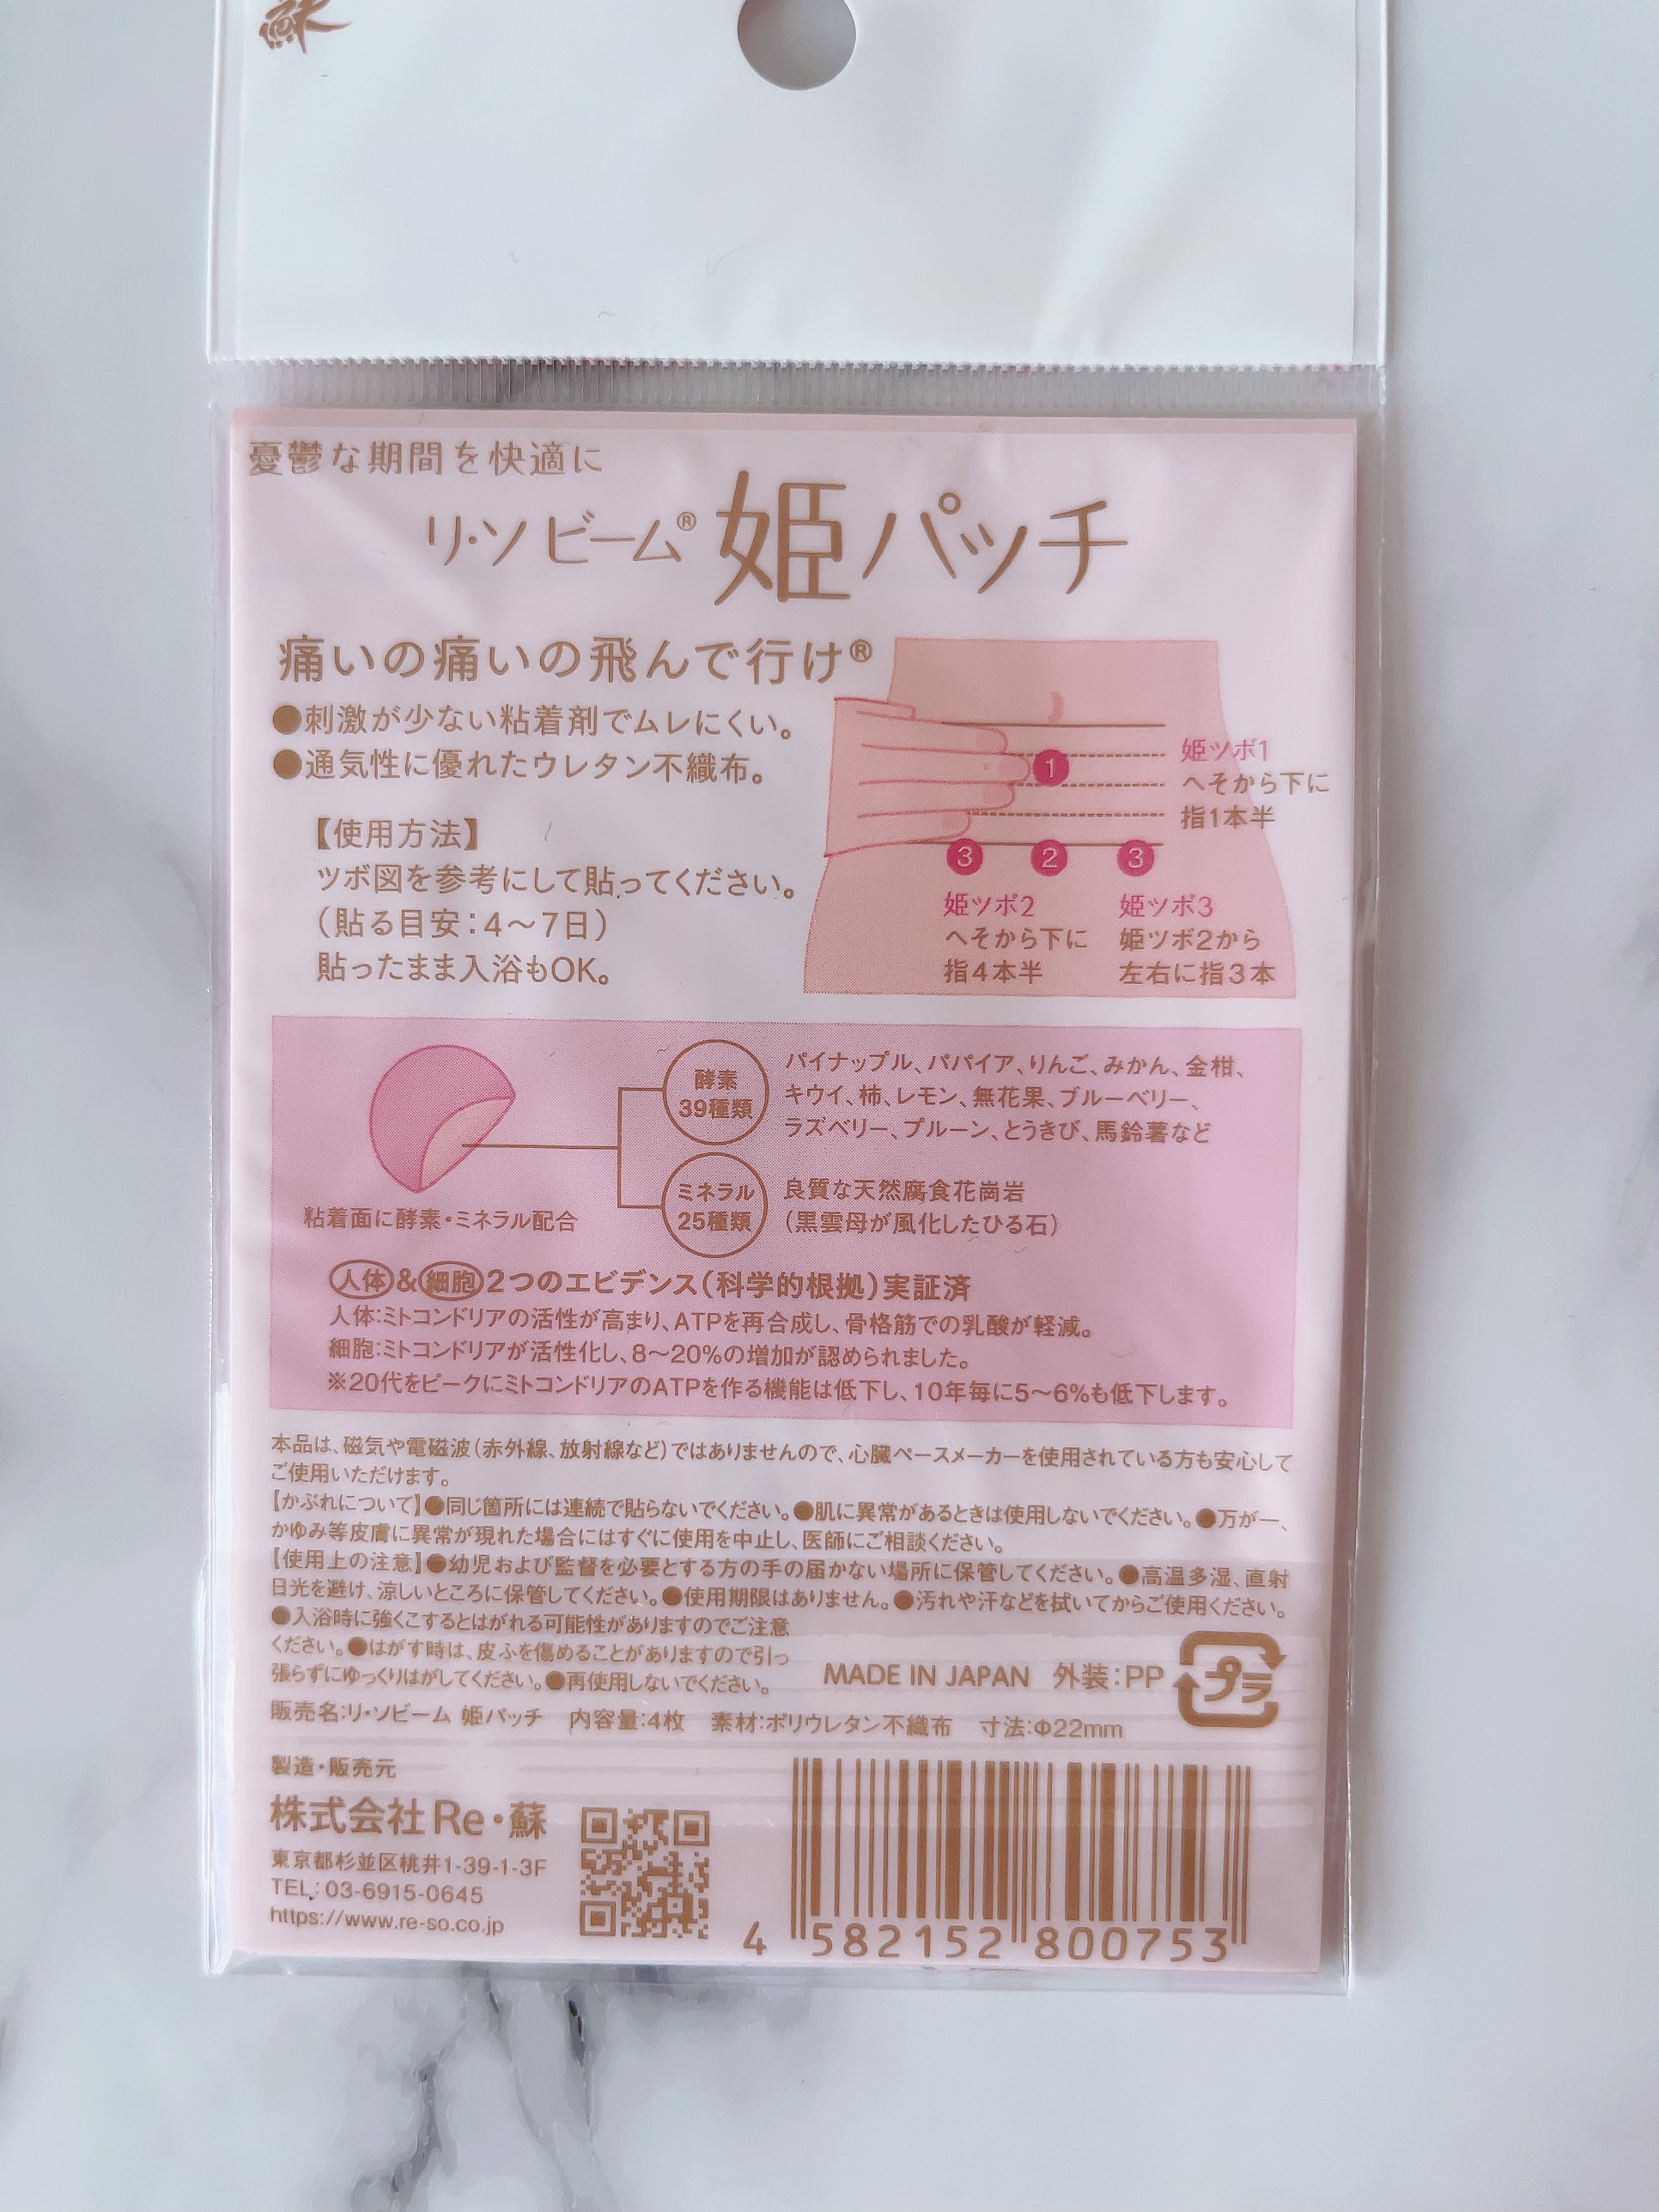 蘇
憂鬱な期間を快適に
リ・ソビーム® 姫パッチ
痛いの痛いの飛んで行け®
●刺激が少ない粘着剤でムレにくい。
●通気性に優れたウレタン不織布。
【使用方法】
ツボ図を参考にして貼ってください。
(貼る目安:4〜7日)
貼ったまま入浴もOK。
1
姫ツボ1
へそから下に
指1本半
3 2 3
姫ツボ2
へそから下に
指4本半
姫ツボ3
姫ツボ2から
左右に指3本
粘着面に酵素・ミネラル配合
酵素
39種類
パイナップル、パパイア、りんご、みかん、金柑、
キウイ、柿、レモン、無花果、ブルーベリー、
ラズベリー、プルーン、とうきび、馬鈴薯など
ミネラル
25種類
良質な天然腐食花崗岩
(黒雲母が風化したひる石)
人体&細胞2つのエビデンス(科学的根拠)実証済
人体:ミトコンドリアの活性が高まり、ATPを再合成し、骨格筋での乳酸が軽減。
細胞:ミトコンドリアが活性化し、8〜20%の増加が認められました。
※20代をピークにミトコンドリアのATPを作る機能は低下し、10年毎に5〜6%も低下します。
本品は、磁気や電磁波(赤外線、放射線など)ではありませんので、心臓ペースメーカーを使用されている方も安心して
ご使用いただけます。
【かぶれについて】●同じ箇所には連続で貼らないでください。●肌に異常があるときは使用しないでください。●万が一、
かゆみ等皮膚に異常が現れた場合にはすぐに使用を中止し、医師にご相談ください。
【使用上の注意】●幼児および監督を必要とする方の手の届かない場所に保管してください。●高温多湿、直射
日光を避け、涼しいところに保管してください。●使用期限はありません。●汚れや汗などを拭いてからご使用ください。
●入浴時に強くこするとはがれる可能性がありますのでご注意
ください。●はがす時は、皮ふを傷めることがありますので引っ
張らずにゆっくりはがしてください。●再使用しないでください。
MADE IN JAPAN 外装:PP プラ
販売名:リ・ソビーム 姫パッチ 内容量:4枚 素材:ポリウレタン不織布 寸法:Φ22mm
製造・販売元
株式会社 Re・蘇
東京都杉並区桃井1-39-1-3F
TEL:03-6915-0645
https://www.re-so.co.jp
4 582152 800753